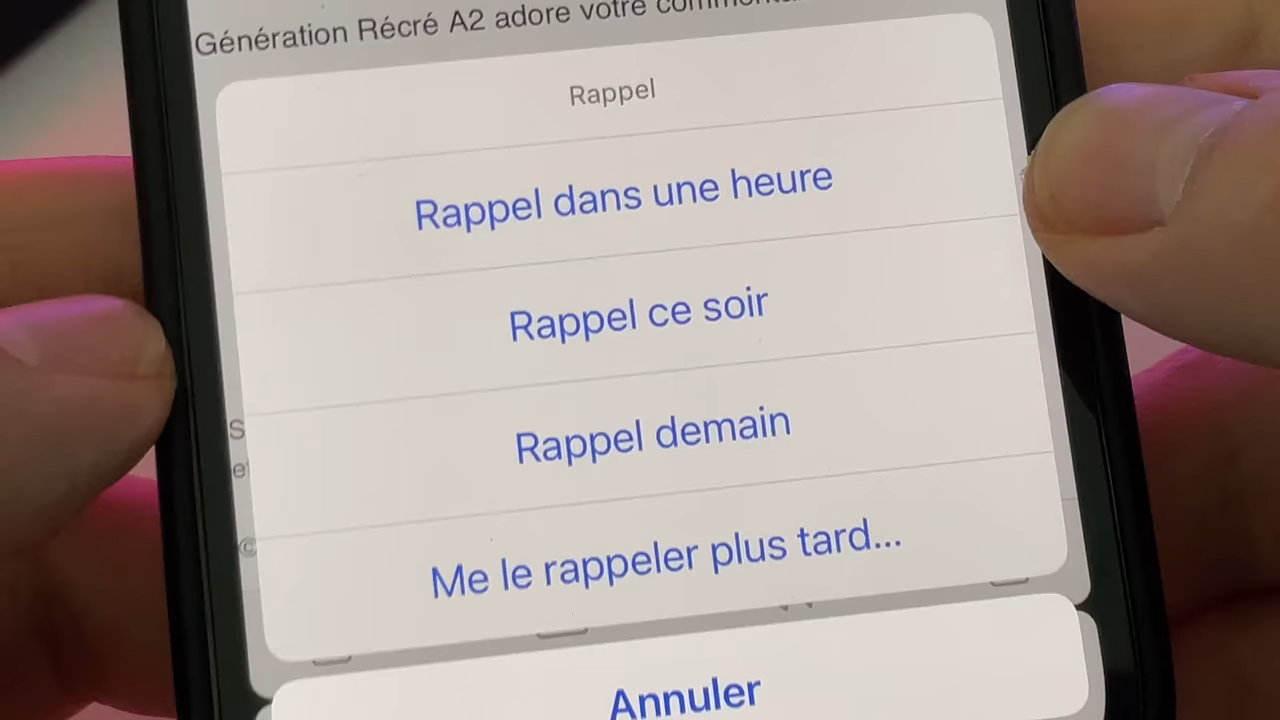 Génération Récré A2 adore votre
Rappel
Rappel dans une heure
Rappel ce soir
Rappel demain
Me le rappeler plus tard...
Annuler
S
©